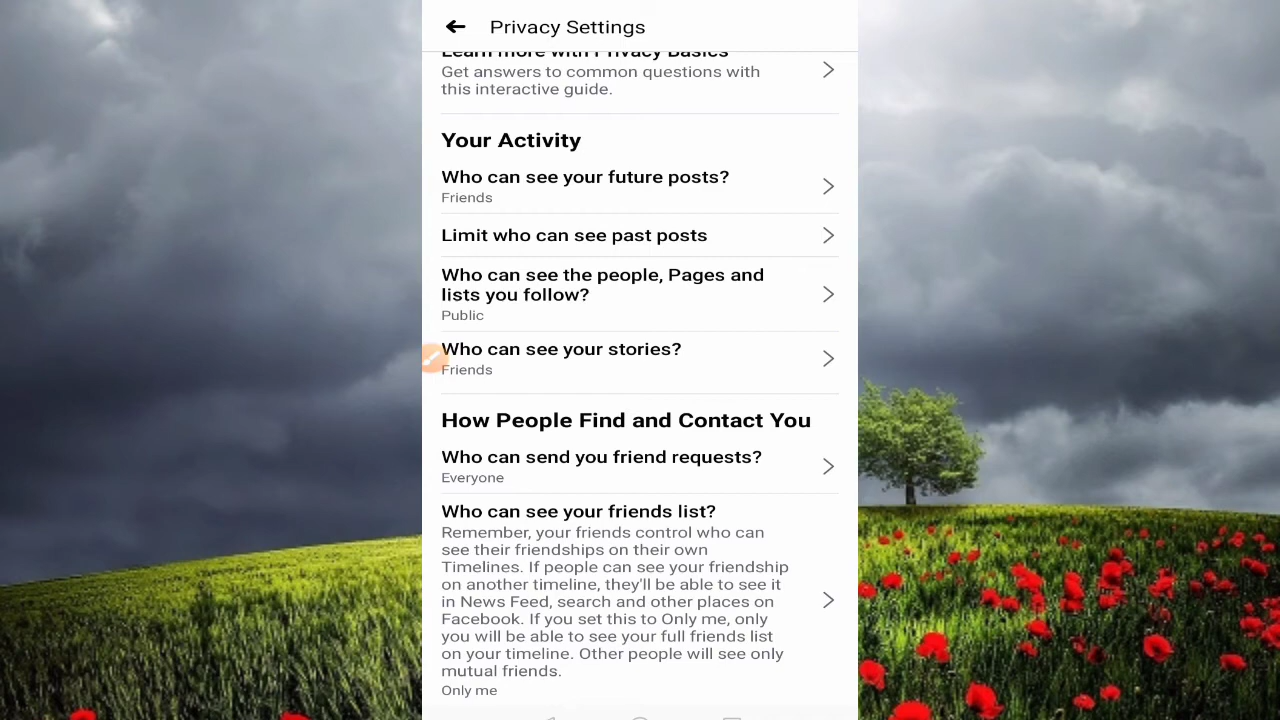 Privacy Settings
Learn more with Privacy Basics
Get answers to common questions with
this interactive guide.
Your Activity
Who can see your future posts?
Friends
Limit who can see past posts
Who can see the people, Pages and
lists you follow?
Public
Who can see your stories?
Friends
How People Find and Contact You
Who can send you friend requests?
Everyone
Who can see your friends list?
Remember, your friends control who can
see their friendships on their own
Timelines. If people can see your friendship
on another timeline, they'll be able to see it
in News Feed, search and other places on
Facebook. If you set this to Only me, only
you will be able to see your full friends list
on your timeline. Other people will see only
mutual friends.
Only me